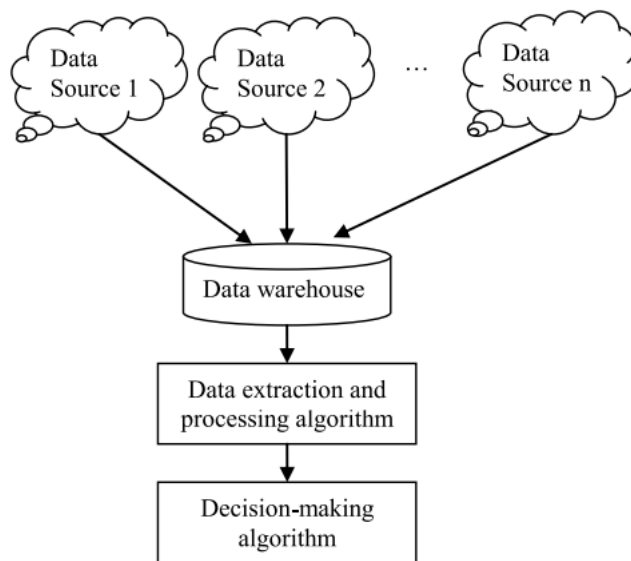 Data
Source 1
Data
Source 2
…
Data
Source n
Data warehouse
Data extraction and
processing algorithm
Decision-making
algorithm